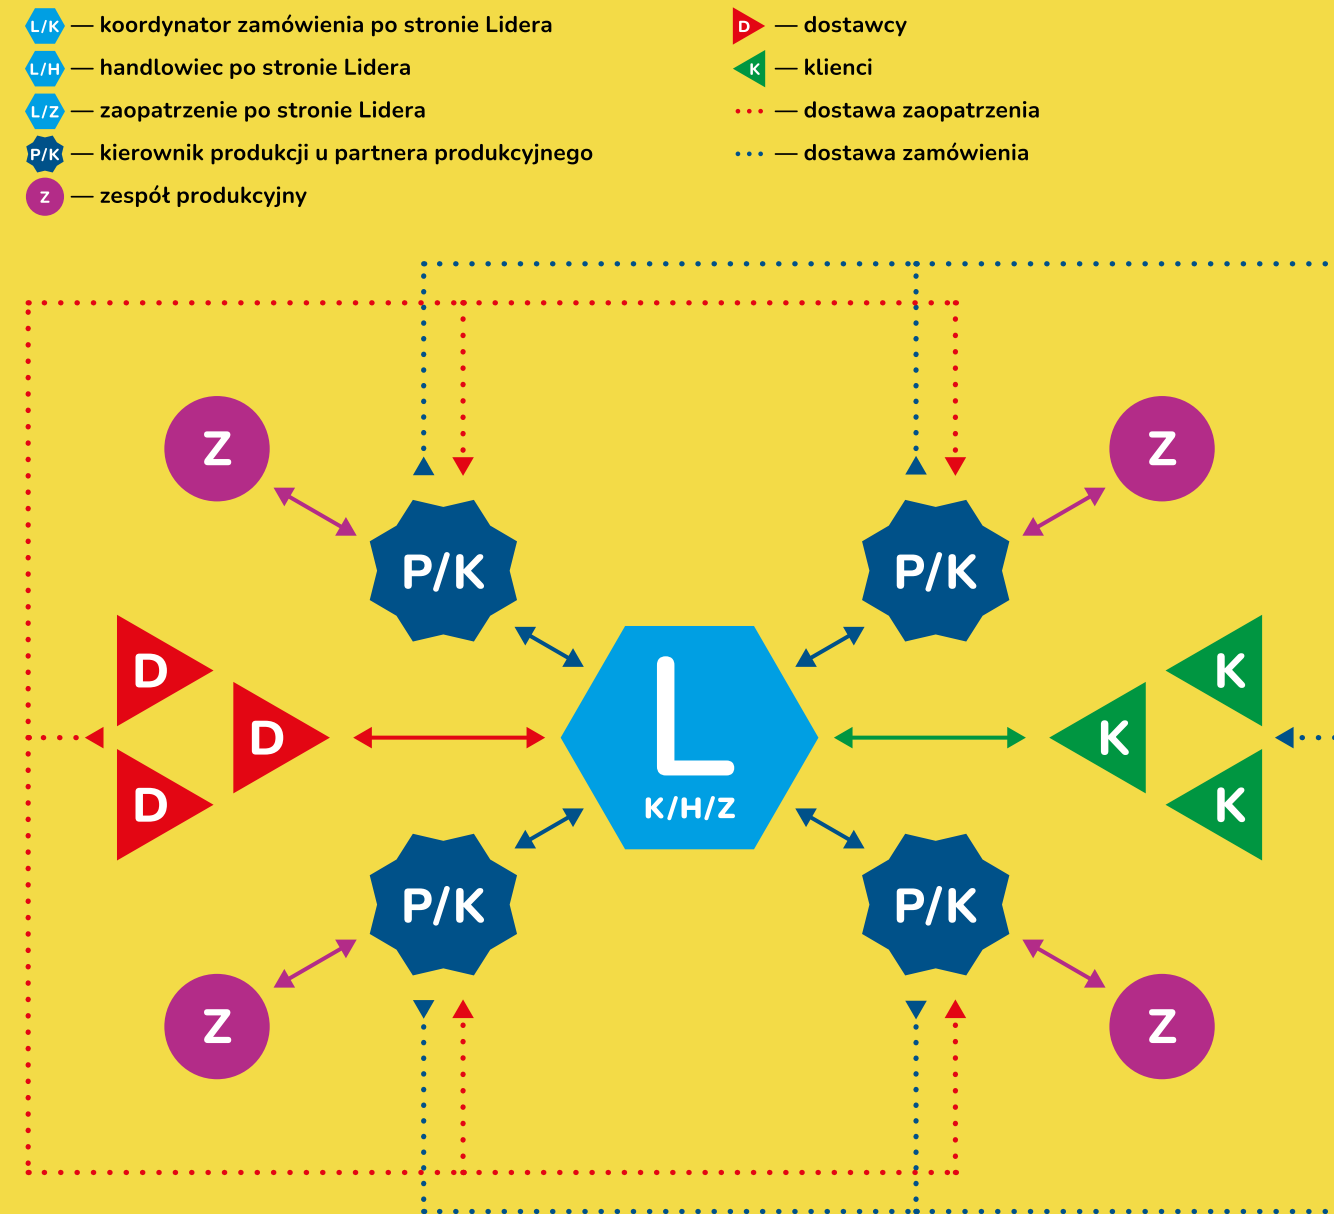 L/K — koordynator zamówienia po stronie Lidera
L/H — handlowiec po stronie Lidera
L/Z — zaopatrzenie po stronie Lidera
P/K — kierownik produkcji u partnera produkcyjnego
Z — zespół produkcyjny
D — dostawcy
K — klienci
— dostawa zaopatrzenia
— dostawa zamówienia
Z
Z
P/K
P/K
D
D
D
L
K/H/Z
K
K
K
P/K
P/K
Z
Z